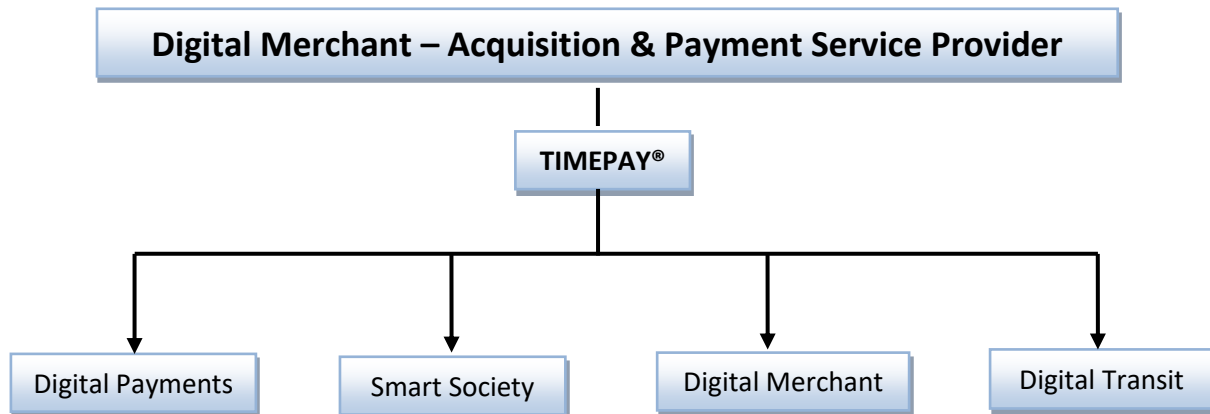 Digital Merchant – Acquisition & Payment Service Provider
TIMEPAY®
Digital Payments
Smart Society
Digital Merchant
Digital Transit